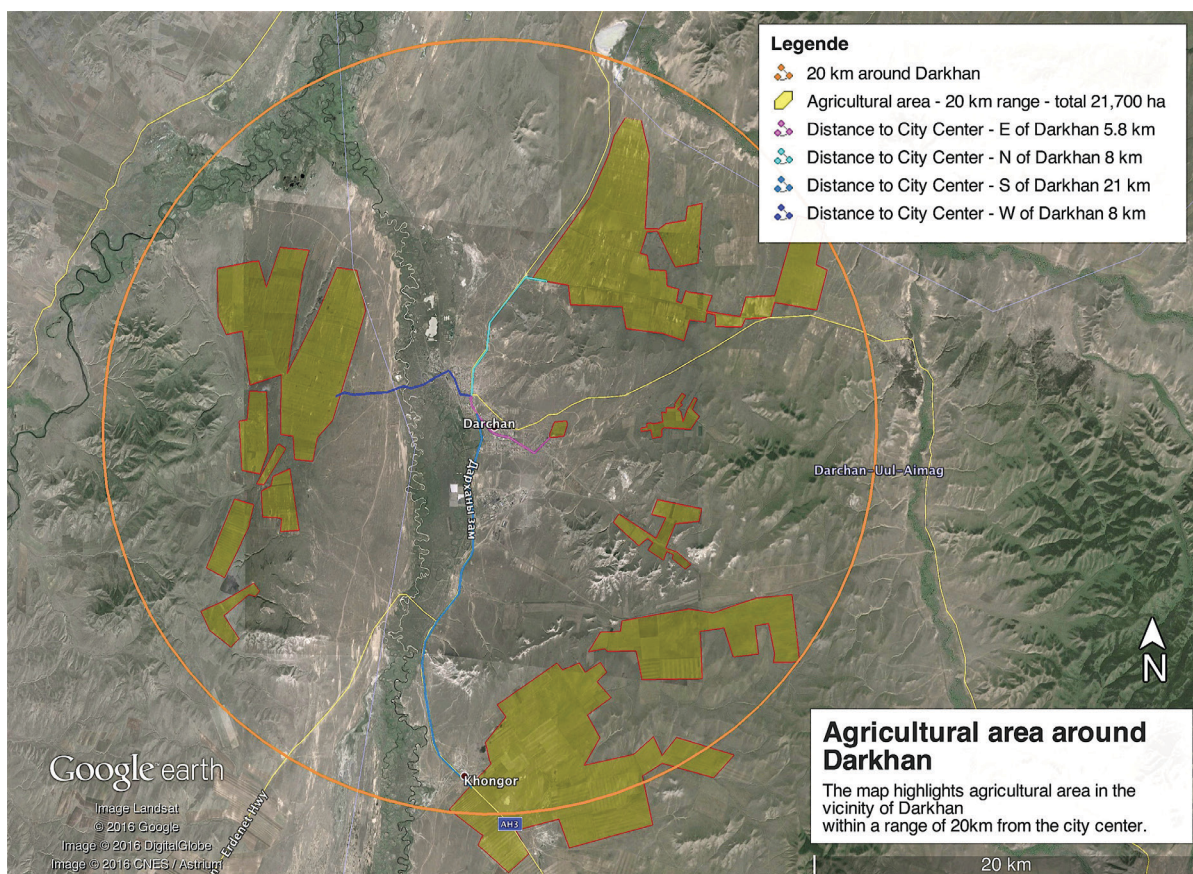 Legende
20 km around Darkhan
Agricultural area - 20 km range - total 21,700 ha
Distance to City Center - E of Darkhan 5.8 km
Distance to City Center - N of Darkhan 8 km
Distance to City Center - S of Darkhan 21 km
Distance to City Center - W of Darkhan 8 km
Darchan
Дарханы зам
Darchan-Uul-Aimag
N
Khongor
AH3
Erdenet Hwy
Google earth
Image Landsat
© 2016 Google
Image © 2016 DigitalGlobe
Image © 2016 CNES / Astrium
Agricultural area around
Darkhan
The map highlights agricultural area in the
vicinity of Darkhan
within a range of 20km from the city center.
20 km